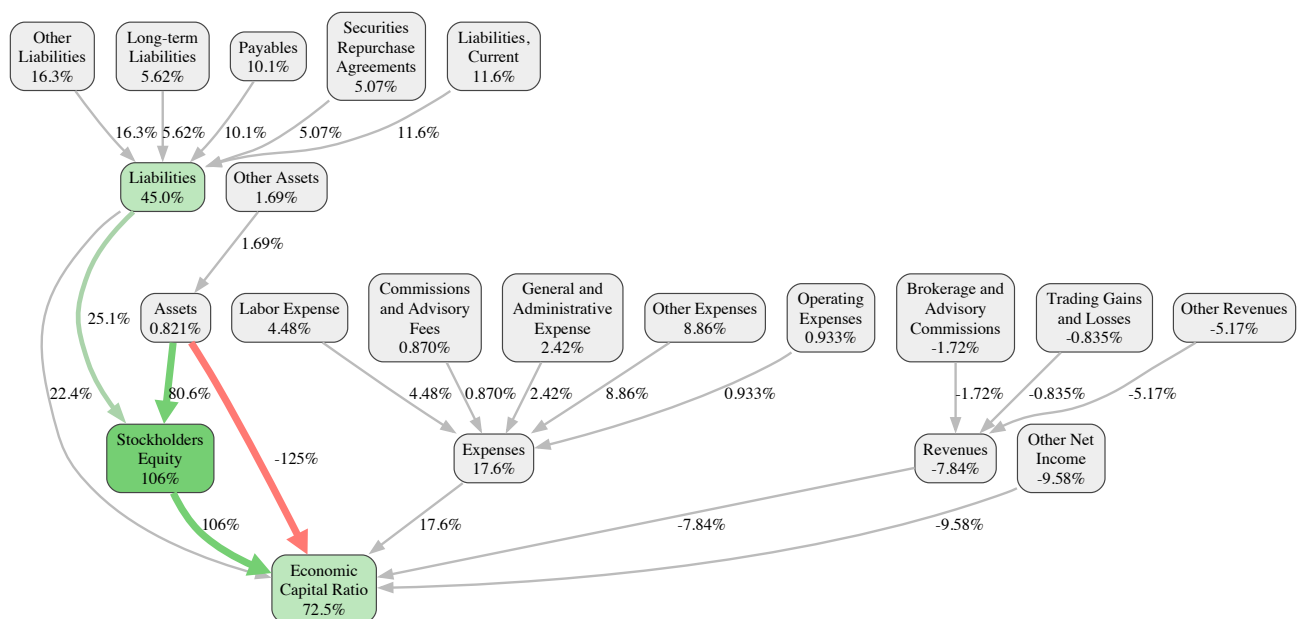 Other
Liabilities
16.3%
Long-term
Liabilities
5.62%
Payables
10.1%
Securities
Repurchase
Agreements
5.07%
Liabilities,
Current
11.6%
16.3%
5.62%
10.1%
5.07%
11.6%
Liabilities
45.0%
Other Assets
1.69%
1.69%
Assets
0.821%
Labor Expense
4.48%
Commissions
and Advisory
Fees
0.870%
General and
Administrative
Expense
2.42%
Other Expenses
8.86%
Operating
Expenses
0.933%
Brokerage and
Advisory
Commissions
-1.72%
Trading Gains
and Losses
-0.835%
Other Revenues
-5.17%
25.1%
22.4%
80.6%
4.48%
0.870%
2.42%
8.86%
0.933%
-1.72%
-0.835%
-5.17%
Stockholders
Equity
106%
-125%
Expenses
17.6%
Revenues
-7.84%
Other Net
Income
-9.58%
106%
17.6%
-7.84%
-9.58%
Economic
Capital Ratio
72.5%